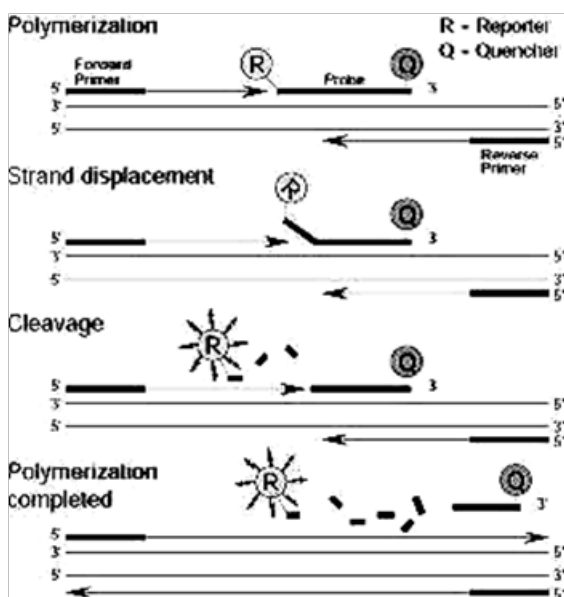 Polymerization
R - Reporter
Q - Quencher
Forward
Primer
R
Q
Probe
5' 3'
3' 5'
5' 3'
5'
Reverse
Primer
Strand displacement
R
Q
5' 3'
3' 5'
5' 3'
5'
Cleavage
R
Q
5' 3'
3' 5'
5' 3'
5'
Polymerization
completed
R
Q
3'
5' 3'
3' 5'
5' 3'
3' 5'